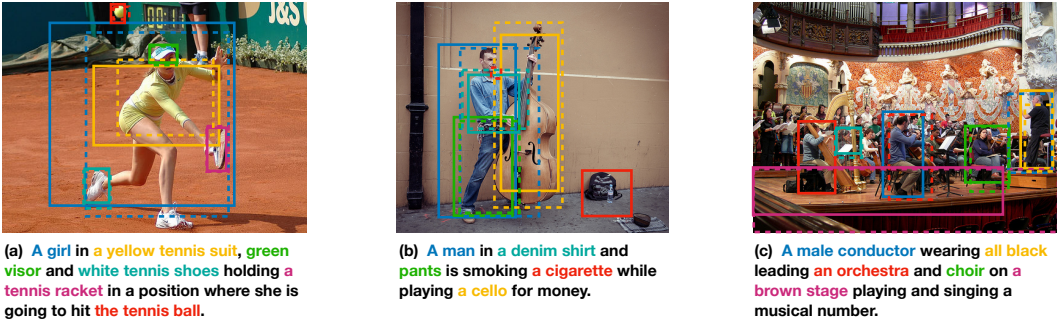 J&S
(a) A girl in a yellow tennis suit, green
visor and white tennis shoes holding a
tennis racket in a position where she is
going to hit the tennis ball.
(b) A man in a denim shirt and
pants is smoking a cigarette while
playing a cello for money.
(c) A male conductor wearing all black
leading an orchestra and choir on a
brown stage playing and singing a
musical number.